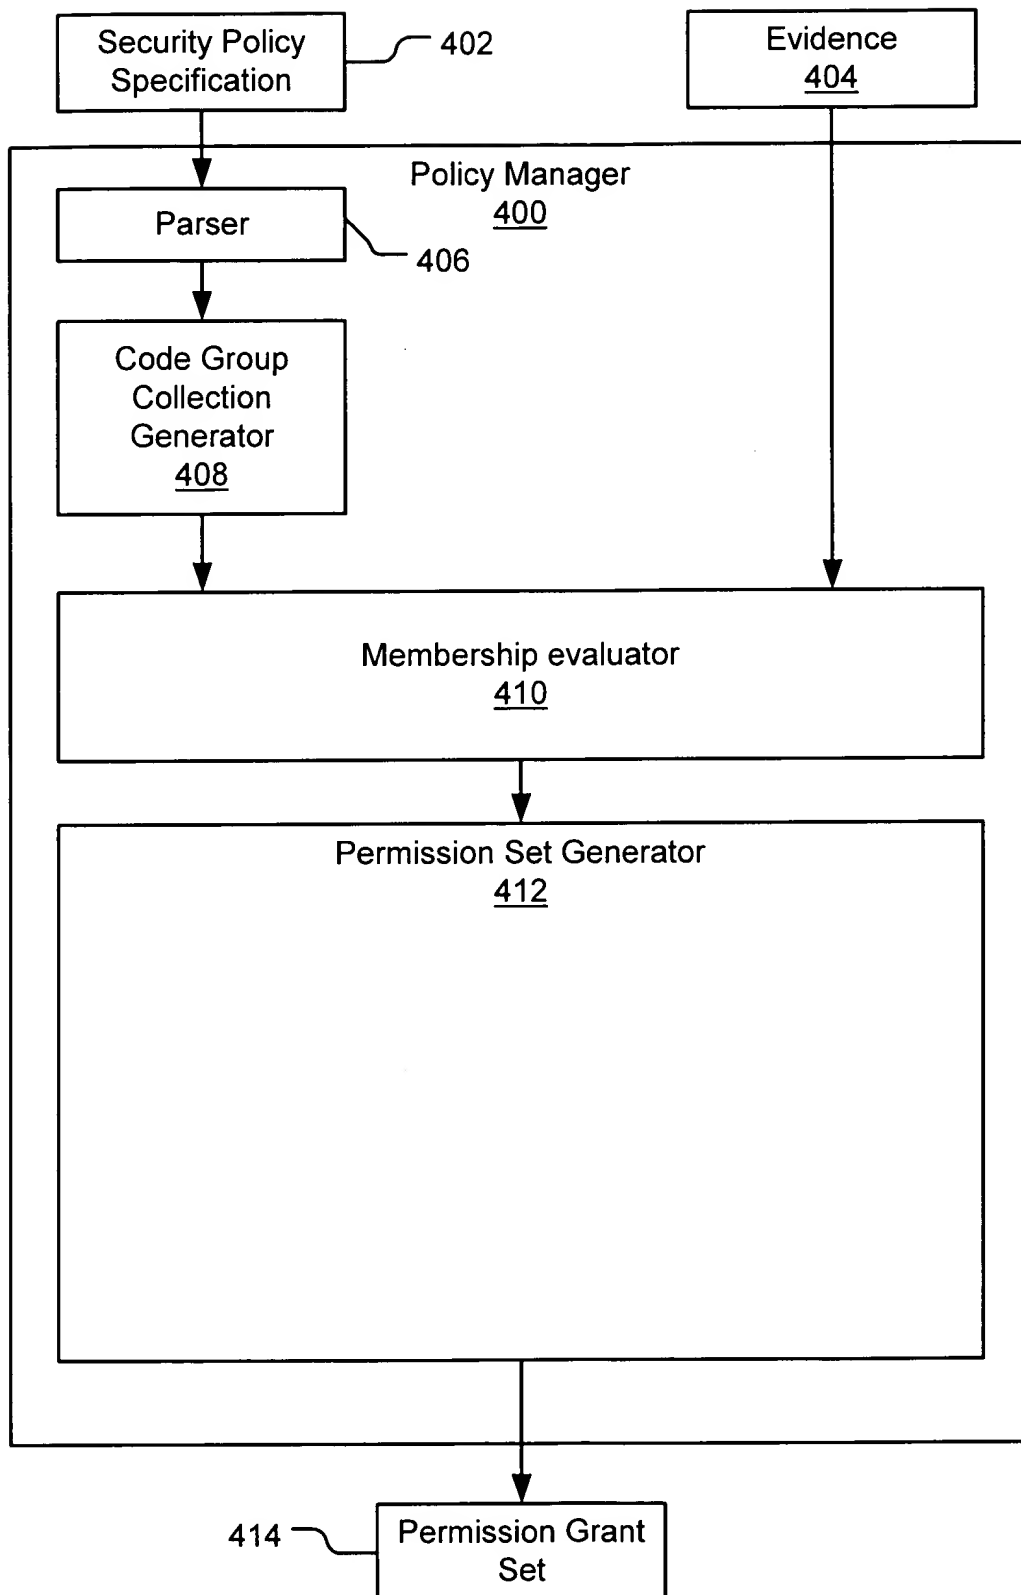 Security Policy
Specification
402
Evidence
404
Policy Manager
400
Parser
406
Code Group
Collection
Generator
408
Membership evaluator
410
Permission Set Generator
412
414
Permission Grant
Set